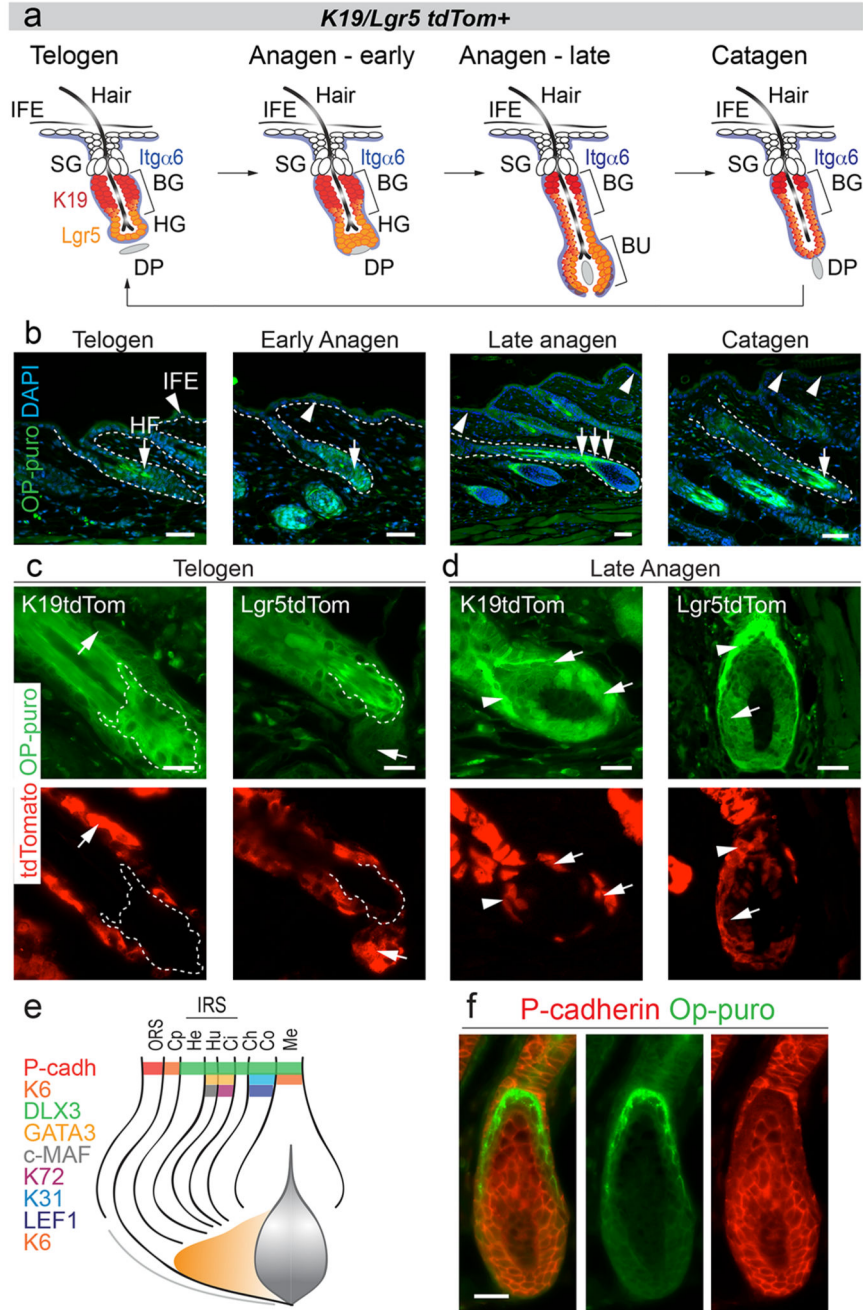 a
K19/Lgr5 tdTom+
Telogen
Anagen - early
Anagen - late
Catagen
Hair
Hair
Hair
Hair
IFE
IFE
IFE
IFE
Itgα6
Itgα6
Itgα6
Itgα6
SG
BG
SG
BG
SG
BG
SG
BG
K19
HG
HG
Lgr5
BU
DP
DP
DP
b
Telogen
Early Anagen
Late anagen
Catagen
OP-puro DAPI
IFE
HF
c
Telogen
d
Late Anagen
K19tdTom
Lgr5tdTom
K19tdTom
Lgr5tdTom
OP-puro
tdTomato
e
IRS
ORS
Cp
He
Hu
Ci
Ch
Co
Me
P-cadh
K6
DLX3
GATA3
c-MAF
K72
K31
LEF1
K6
f
P-cadherin Op-puro